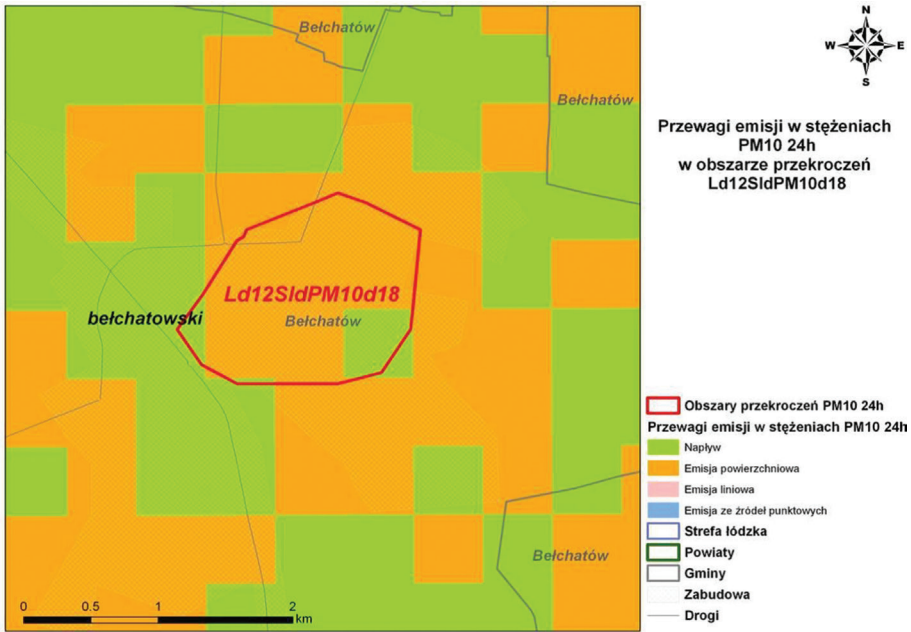 Bełchatów
Bełchatów
Ld12SldPM10d18
bełchatowski
Bełchatów
Bełchatów
0 0.5 1 2
km
N
W E
S
Przewagi emisji w stężeniach
PM10 24h
w obszarze przekroczeń
Ld12SldPM10d18
Obszary przekroczeń PM10 24h
Przewagi emisji w stężeniach PM10 24h
Napływ
Emisja powierzchniowa
Emisja liniowa
Emisja ze źródeł punktowych
Strefa łódzka
Powiaty
Gminy
Zabudowa
Drogi